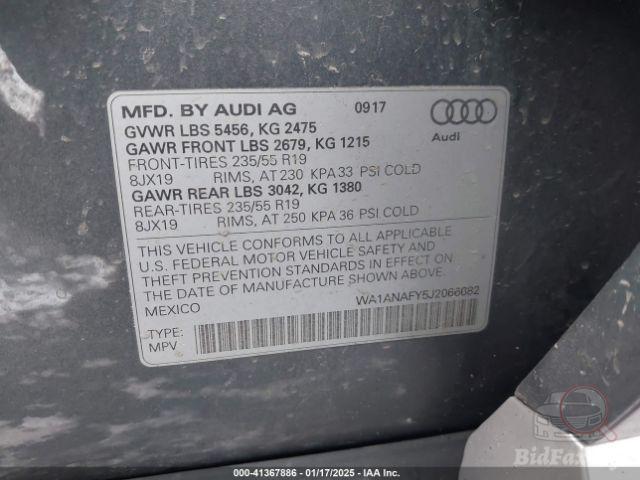 MFD. BY AUDI AG 0917
GVWR LBS 5456, KG 2475
GAWR FRONT LBS 2679, KG 1215
FRONT-TIRES 235/55 R19
8JX19 RIMS, AT 230 KPA 33 PSI COLD
GAWR REAR LBS 3042, KG 1380
REAR-TIRES 235/55 R19
8JX19 RIMS, AT 250 KPA 36 PSI COLD
Audi
THIS VEHICLE CONFORMS TO ALL APPLICABLE
U.S. FEDERAL MOTOR VEHICLE SAFETY AND
THEFT PREVENTION STANDARDS IN EFFECT ON
THE DATE OF MANUFACTURE SHOWN ABOVE.
MEXICO WA1ANAFY5J2066082
TYPE:
MPV
BidFax
000-41367886 - 01/17/2025 - IAA Inc.